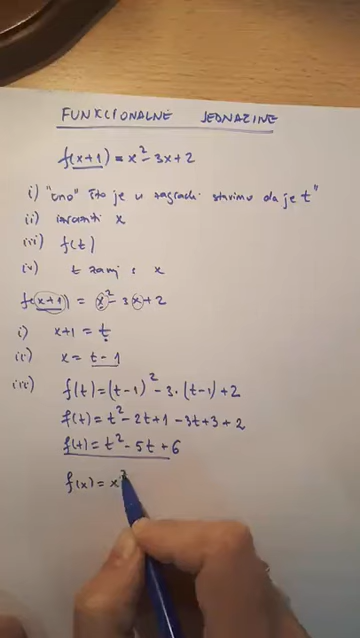 FUNKCIONALNE JEDNAČINE
f(x+1) = x² - 3x + 2
i) "ono" što je u zagradi stavimo da je t"
ii) izraziti x
iii) f(t)
iv) t zamj. s x
f(x+1) = x² - 3x + 2
i) x+1 = t
ii) x = t - 1
iii) f(t) = (t-1)² - 3·(t-1) + 2
f(t) = t² - 2t + 1 - 3t + 3 + 2
f(t) = t² - 5t + 6
f(x) = x²